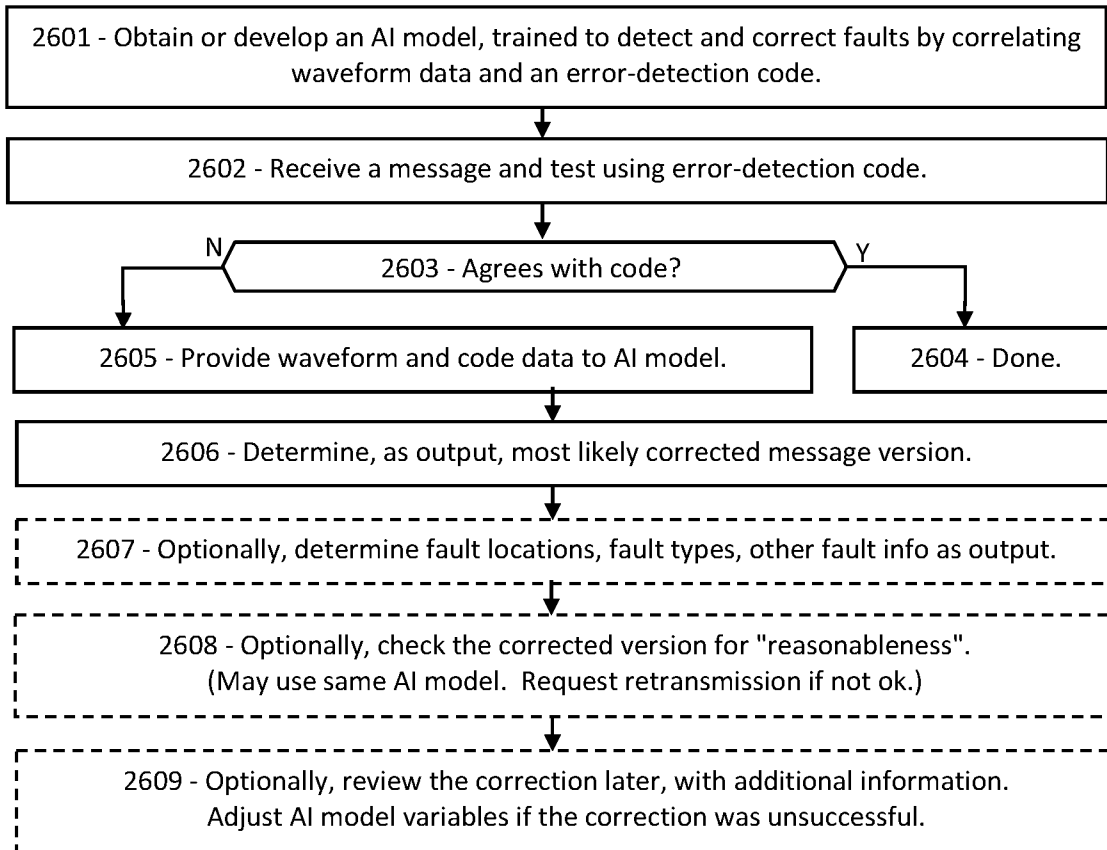 2601 - Obtain or develop an AI model, trained to detect and correct faults by correlating
waveform data and an error-detection code.
2602 - Receive a message and test using error-detection code.
N
2603 - Agrees with code?
Y
2605 - Provide waveform and code data to AI model.
2604 - Done.
2606 - Determine, as output, most likely corrected message version.
2607 - Optionally, determine fault locations, fault types, other fault info as output.
2608 - Optionally, check the corrected version for "reasonableness".
(May use same AI model.  Request retransmission if not ok.)
2609 - Optionally, review the correction later, with additional information.
Adjust AI model variables if the correction was unsuccessful.